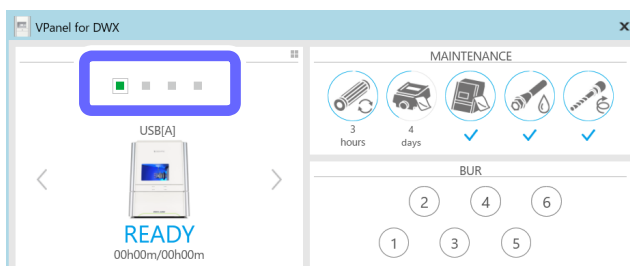 VPanel for DWX
USB[A]
READY
00h00m/00h00m
MAINTENANCE
3
hours
4
days
BUR
2 4 6
1 3 5